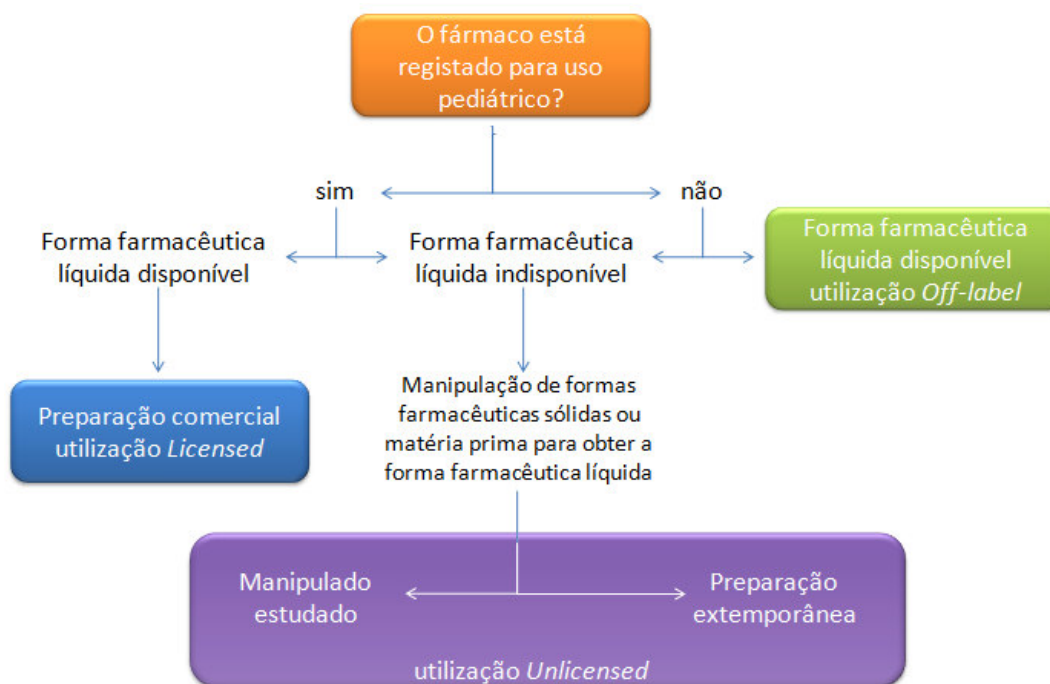 O fármaco está
registado para uso
pediátrico?
sim
não
Forma farmacêutica
líquida disponível
Forma farmacêutica
líquida indisponível
Forma farmacêutica
líquida disponível
utilização Off-label
Preparação comercial
utilização Licensed
Manipulação de formas
farmacêuticas sólidas ou
matéria prima para obter a
forma farmacêutica líquida
Manipulado
estudado
Preparação
extemporânea
utilização Unlicensed